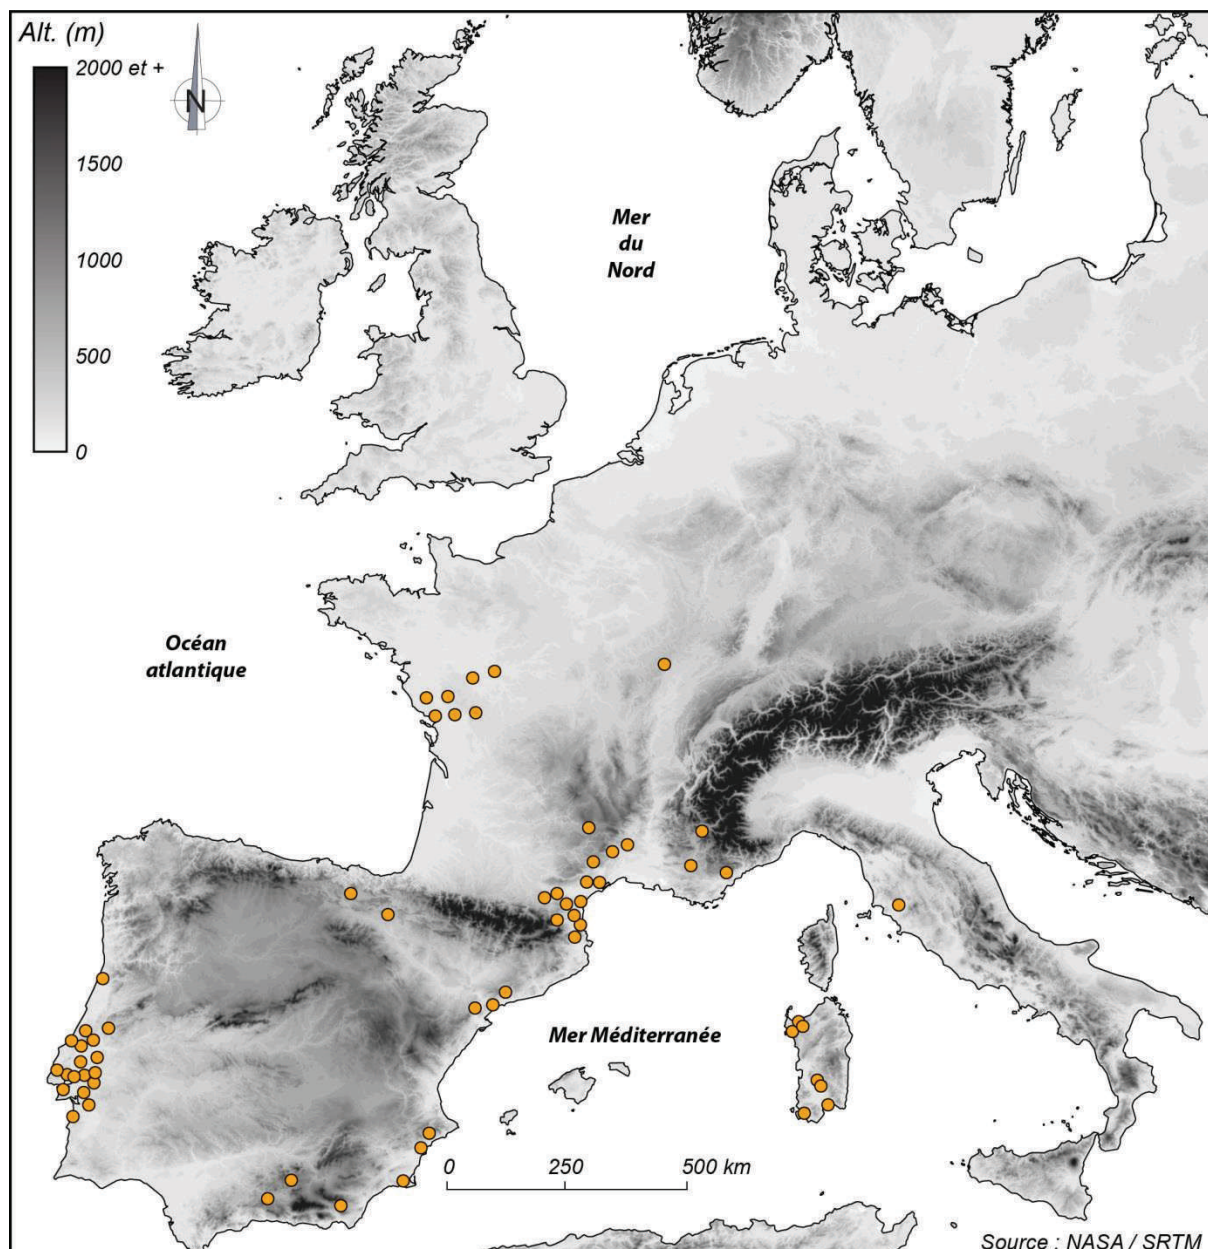 Alt. (m)
2000 et +
N
1500
1000
500
0
Mer
du
Nord
Océan
atlantique
Mer Méditerranée
0 250 500 km
Source : NASA / SRTM